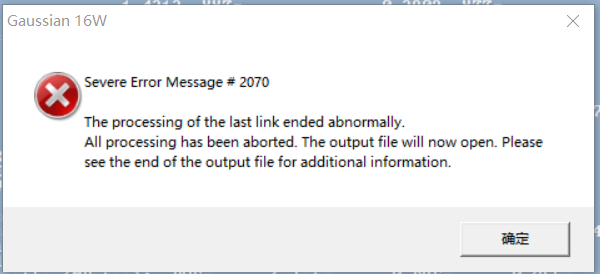 Gaussian 16W
Severe Error Message # 2070
The processing of the last link ended abnormally.
All processing has been aborted. The output file will now open. Please
see the end of the output file for additional information.
确定